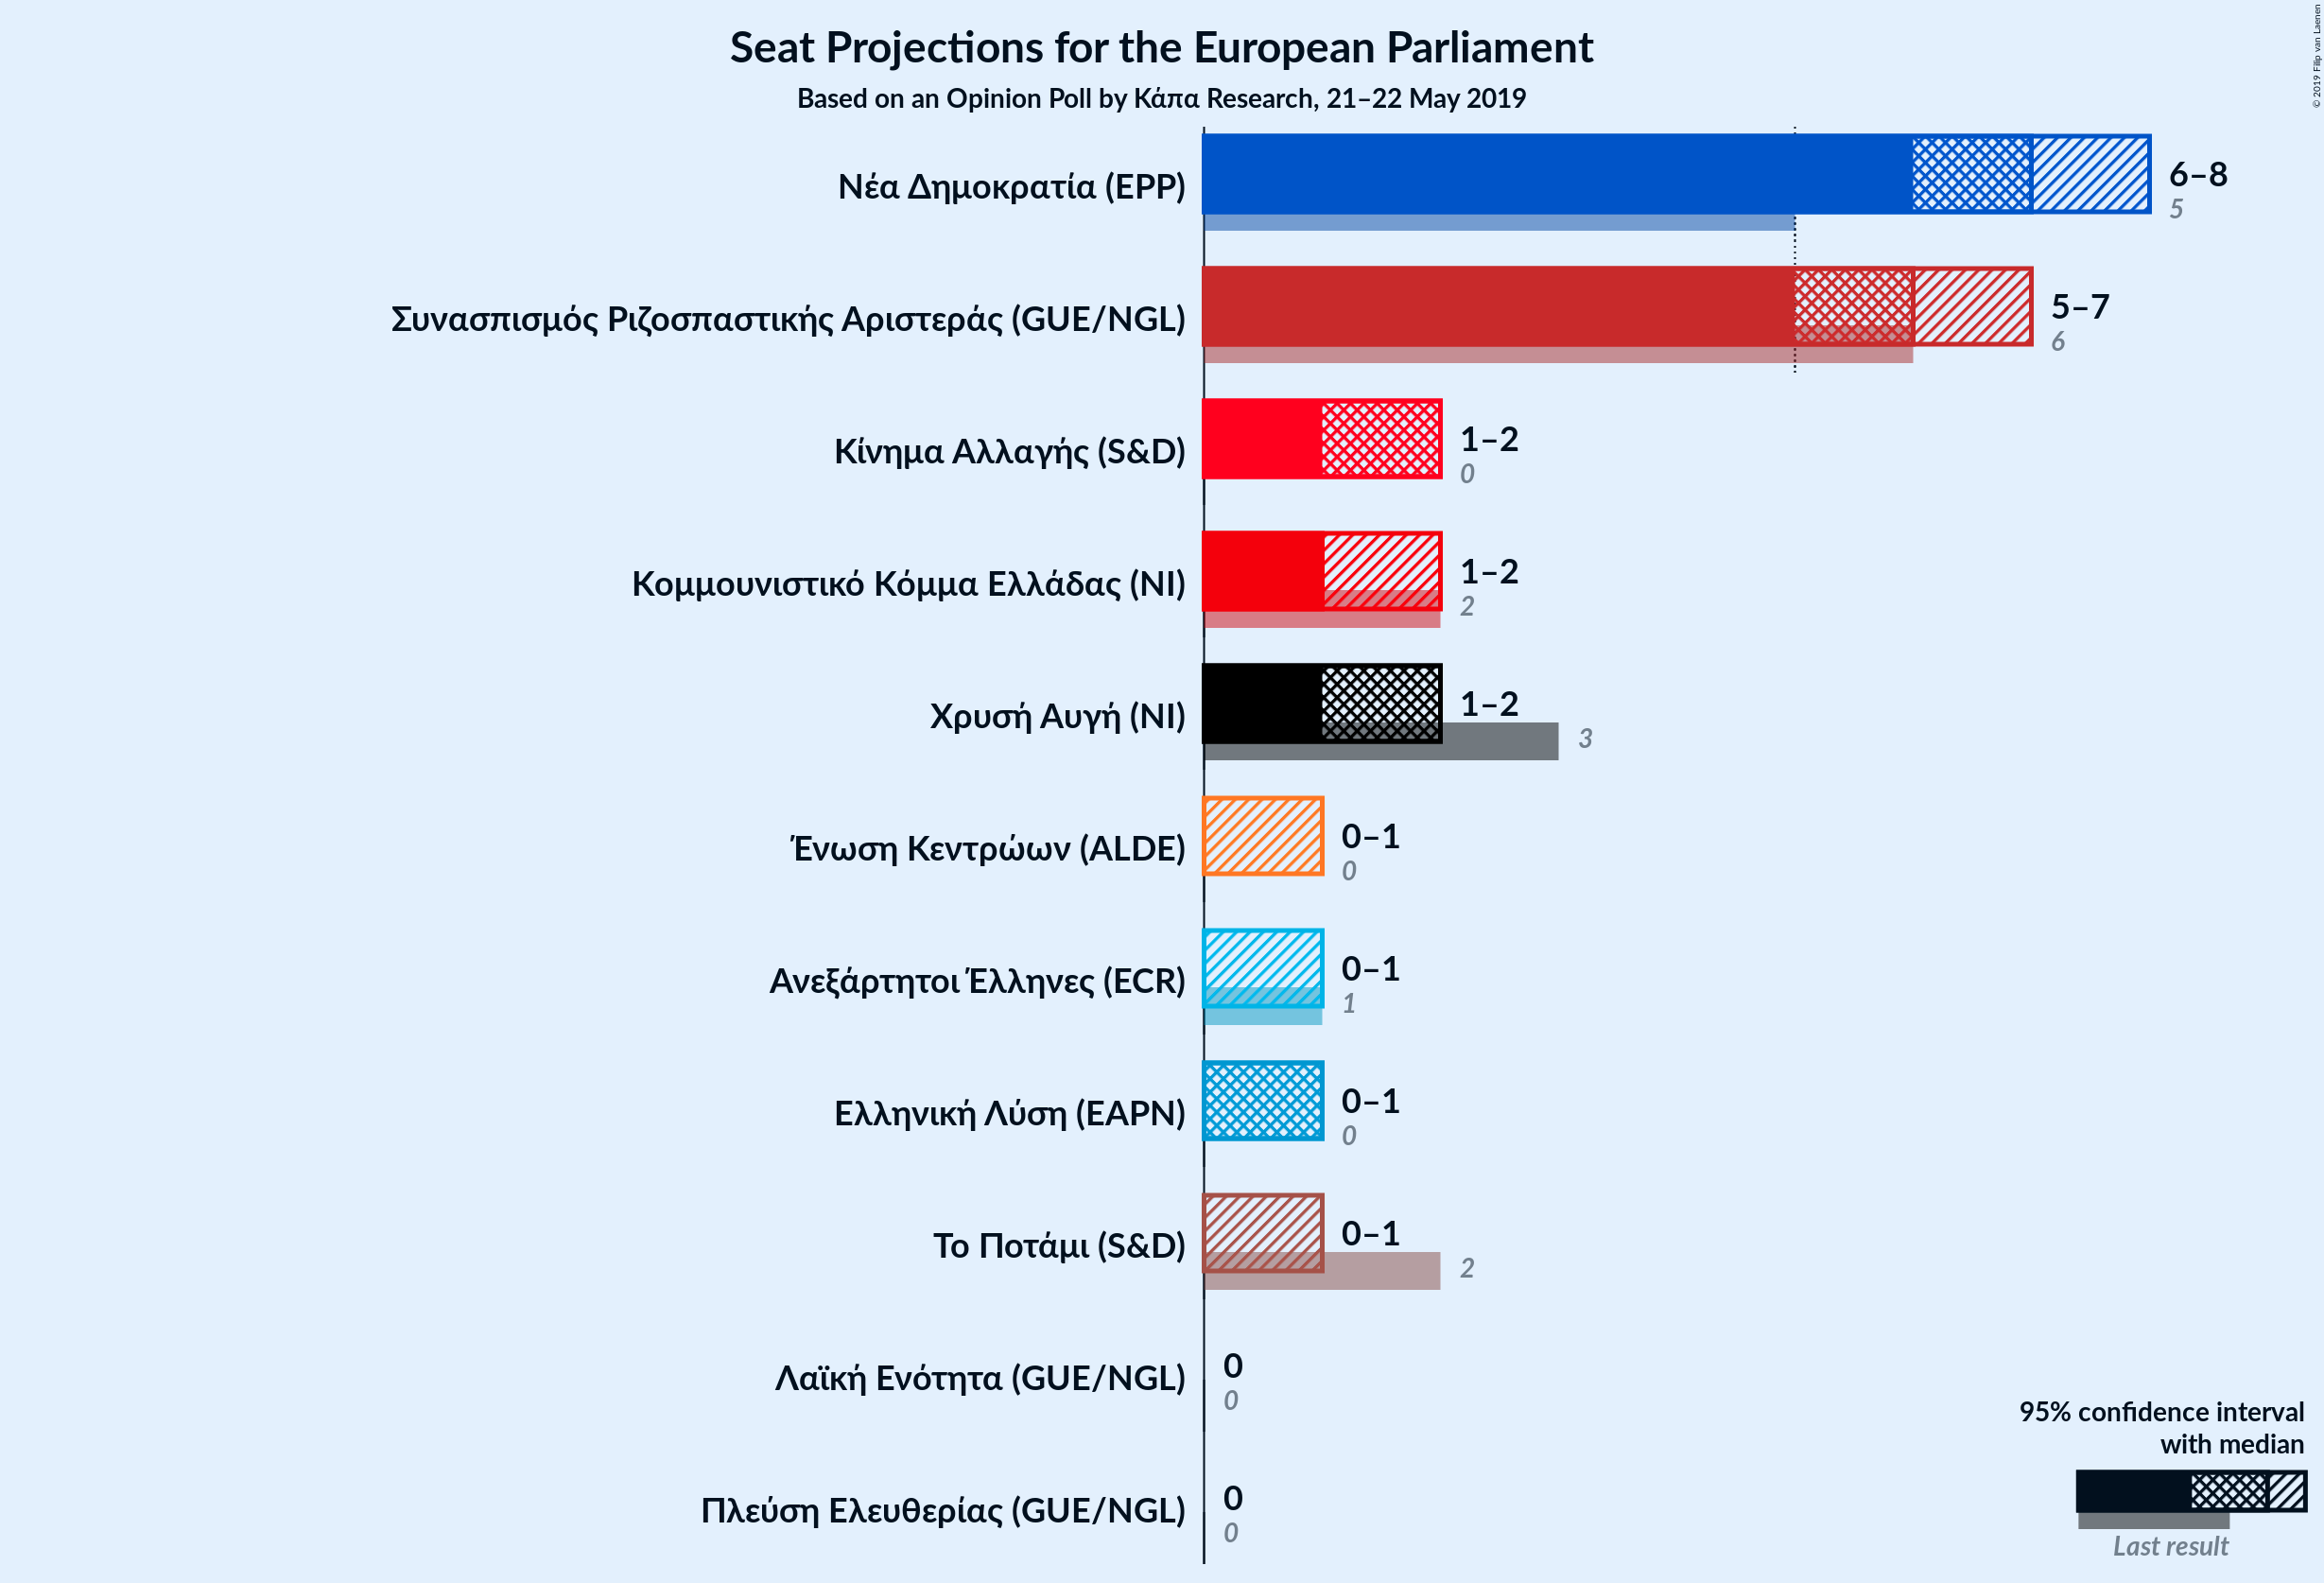 Seat Projections for the European Parliament
Based on an Opinion Poll by Κάπα Research, 21–22 May 2019
© 2019 Filip van Laenen
Νέα Δημοκρατία (EPP)
6–8
5
Συνασπισμός Ριζοσπαστικής Αριστεράς (GUE/NGL)
5–7
6
Κίνημα Αλλαγής (S&D)
1–2
0
Κομμουνιστικό Κόμμα Ελλάδας (NI)
1–2
2
Χρυσή Αυγή (NI)
1–2
3
Ένωση Κεντρώων (ALDE)
0–1
0
Ανεξάρτητοι Έλληνες (ECR)
0–1
1
Ελληνική Λύση (EAPN)
0–1
0
Το Ποτάμι (S&D)
0–1
2
Λαϊκή Ενότητα (GUE/NGL)
0
0
Πλεύση Ελευθερίας (GUE/NGL)
0
0
95% confidence interval
with median
Last result